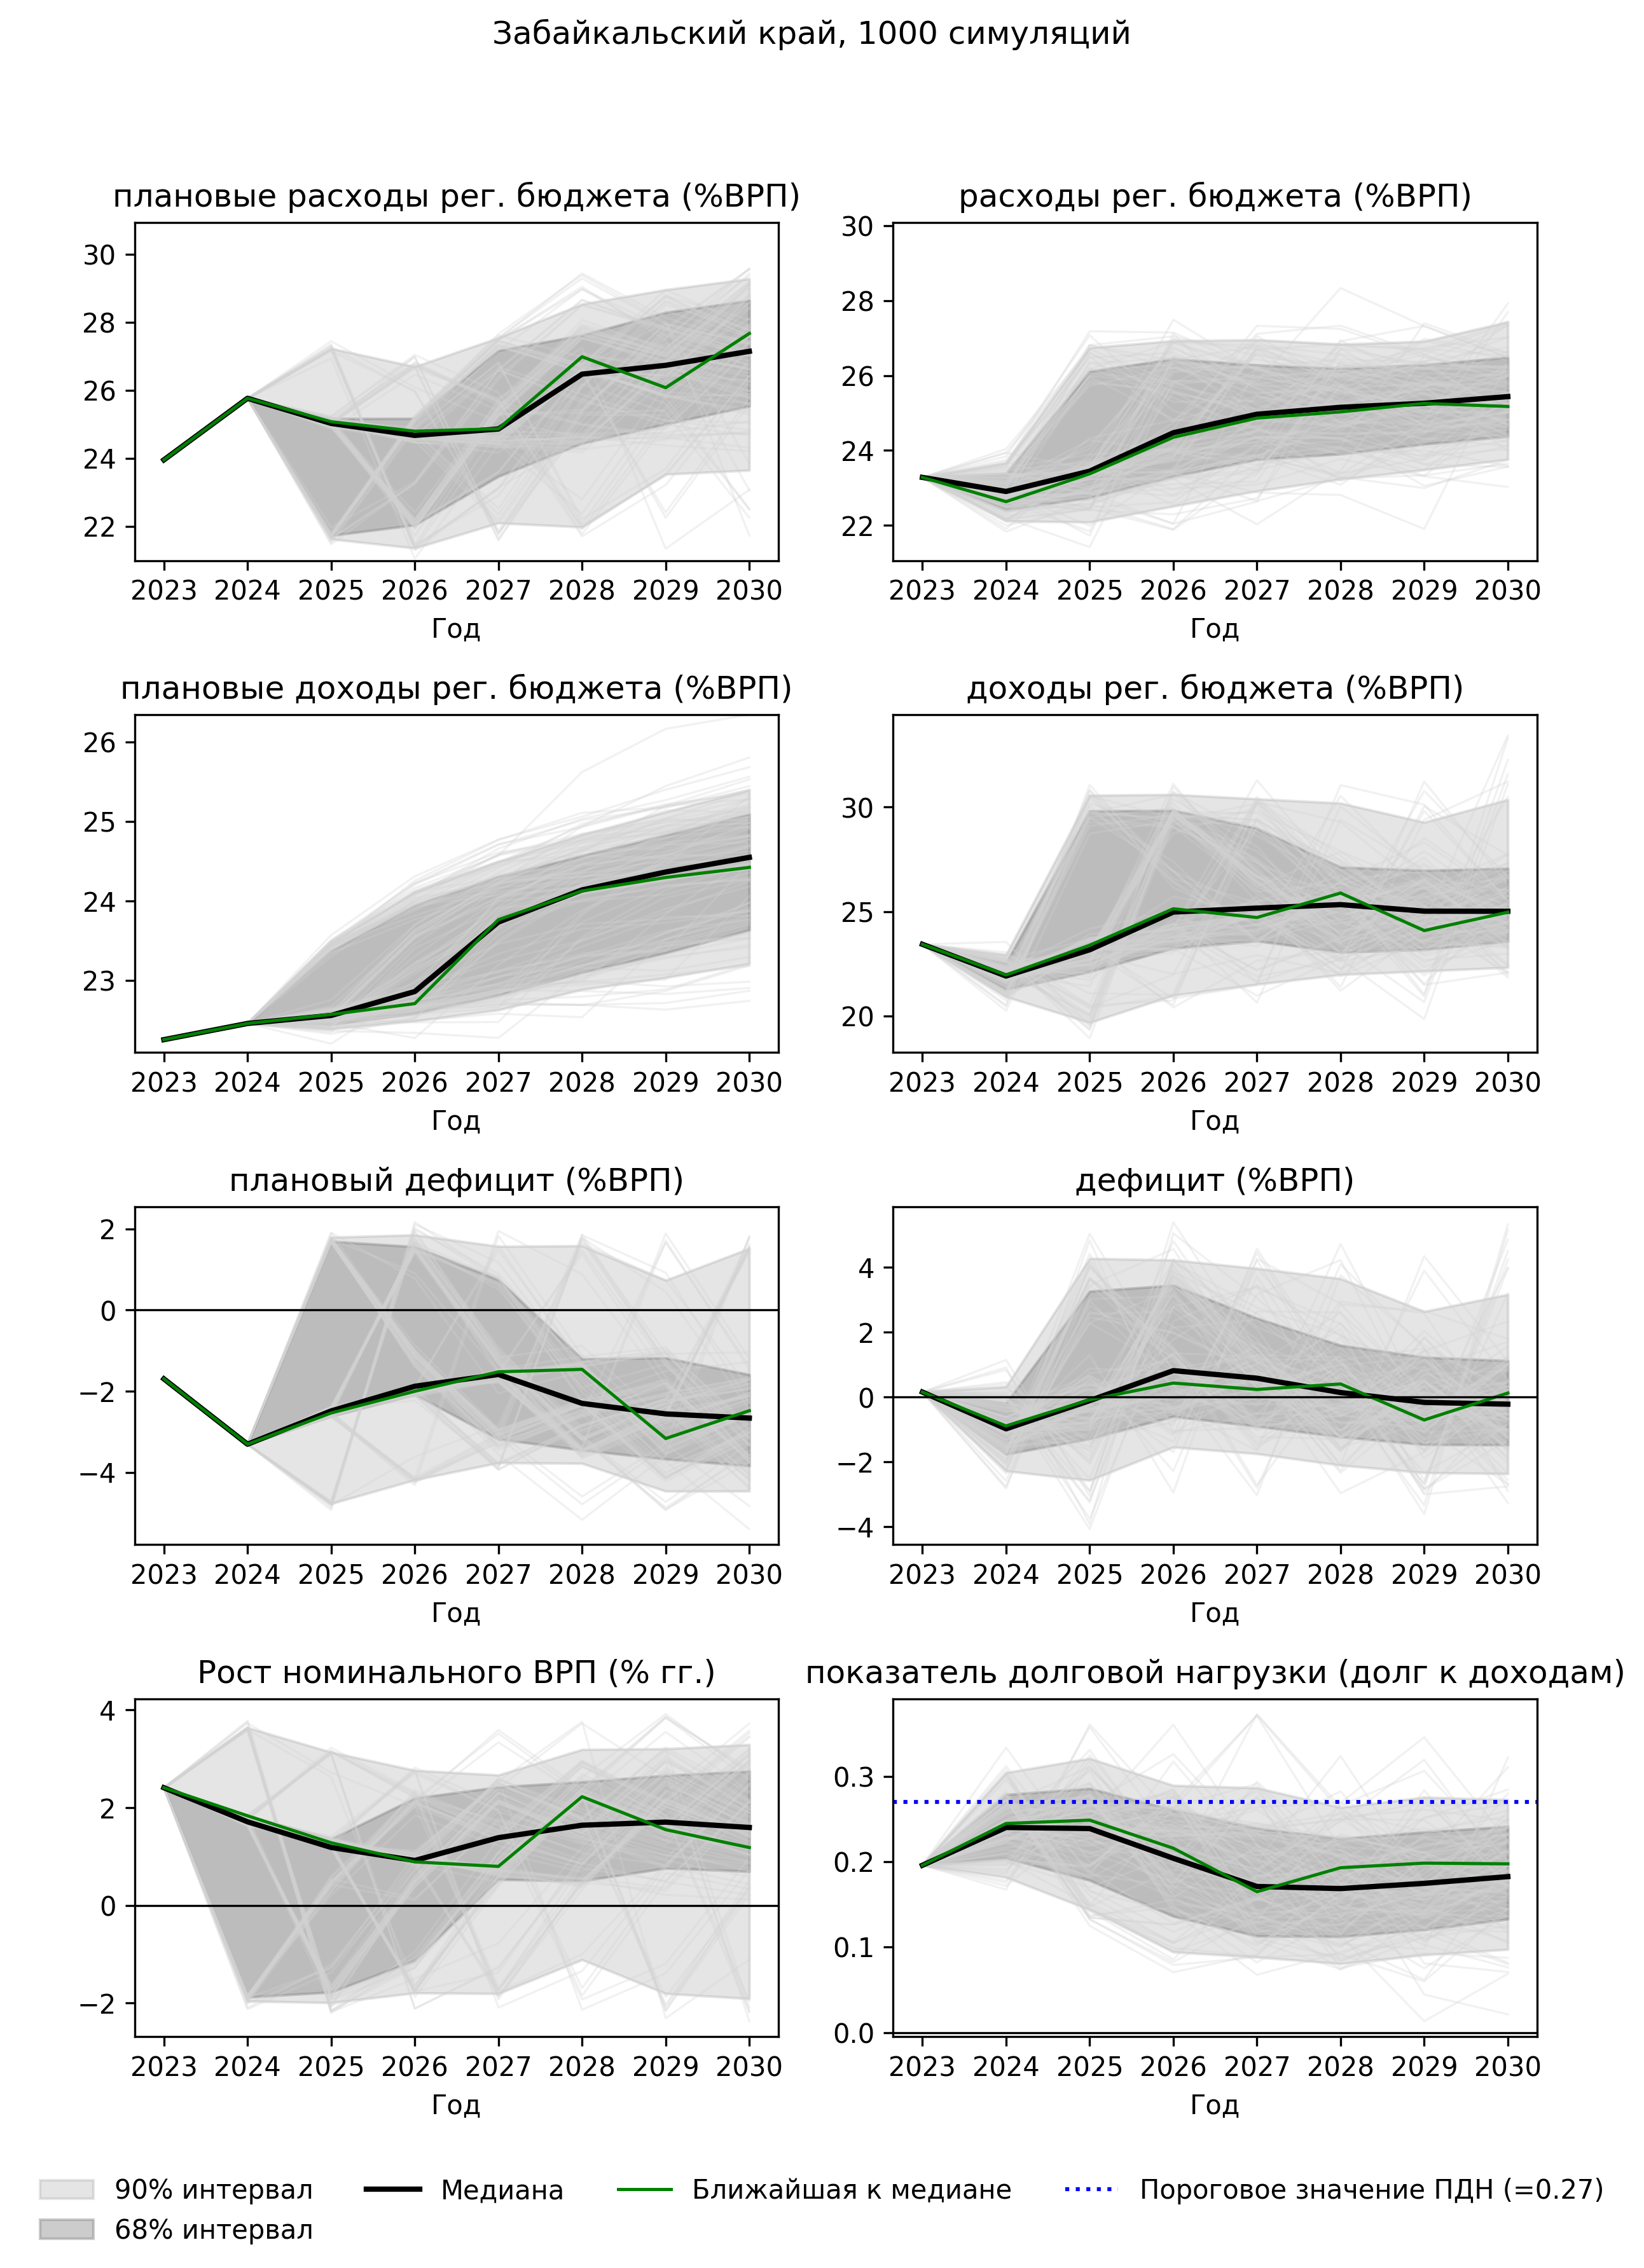 Забайкальский край, 1000 симуляций
плановые расходы рег. бюджета (%ВРП)
30
28
26
24
22
2023 2024 2025 2026 2027 2028 2029 2030
Год
расходы рег. бюджета (%ВРП)
30
28
26
24
22
2023 2024 2025 2026 2027 2028 2029 2030
Год
плановые доходы рег. бюджета (%ВРП)
26
25
24
23
2023 2024 2025 2026 2027 2028 2029 2030
Год
доходы рег. бюджета (%ВРП)
30
25
20
2023 2024 2025 2026 2027 2028 2029 2030
Год
плановый дефицит (%ВРП)
2
0
−2
−4
2023 2024 2025 2026 2027 2028 2029 2030
Год
дефицит (%ВРП)
4
2
0
−2
−4
2023 2024 2025 2026 2027 2028 2029 2030
Год
Рост номинального ВРП (% гг.)
4
2
0
−2
2023 2024 2025 2026 2027 2028 2029 2030
Год
показатель долговой нагрузки (долг к доходам)
0.3
0.2
0.1
0.0
2023 2024 2025 2026 2027 2028 2029 2030
Год
90% интервал
68% интервал
Медиана
Ближайшая к медиане
Пороговое значение ПДН (=0.27)